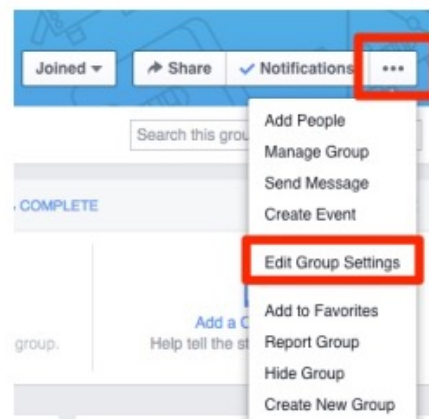 Joined
Share
✓ Notifications
...
Search this grou
Add People
Manage Group
Send Message
Create Event
Edit Group Settings
Add to Favorites
Report Group
Hide Group
Create New Group
COMPLETE
Add a C
group.
Help tell the st